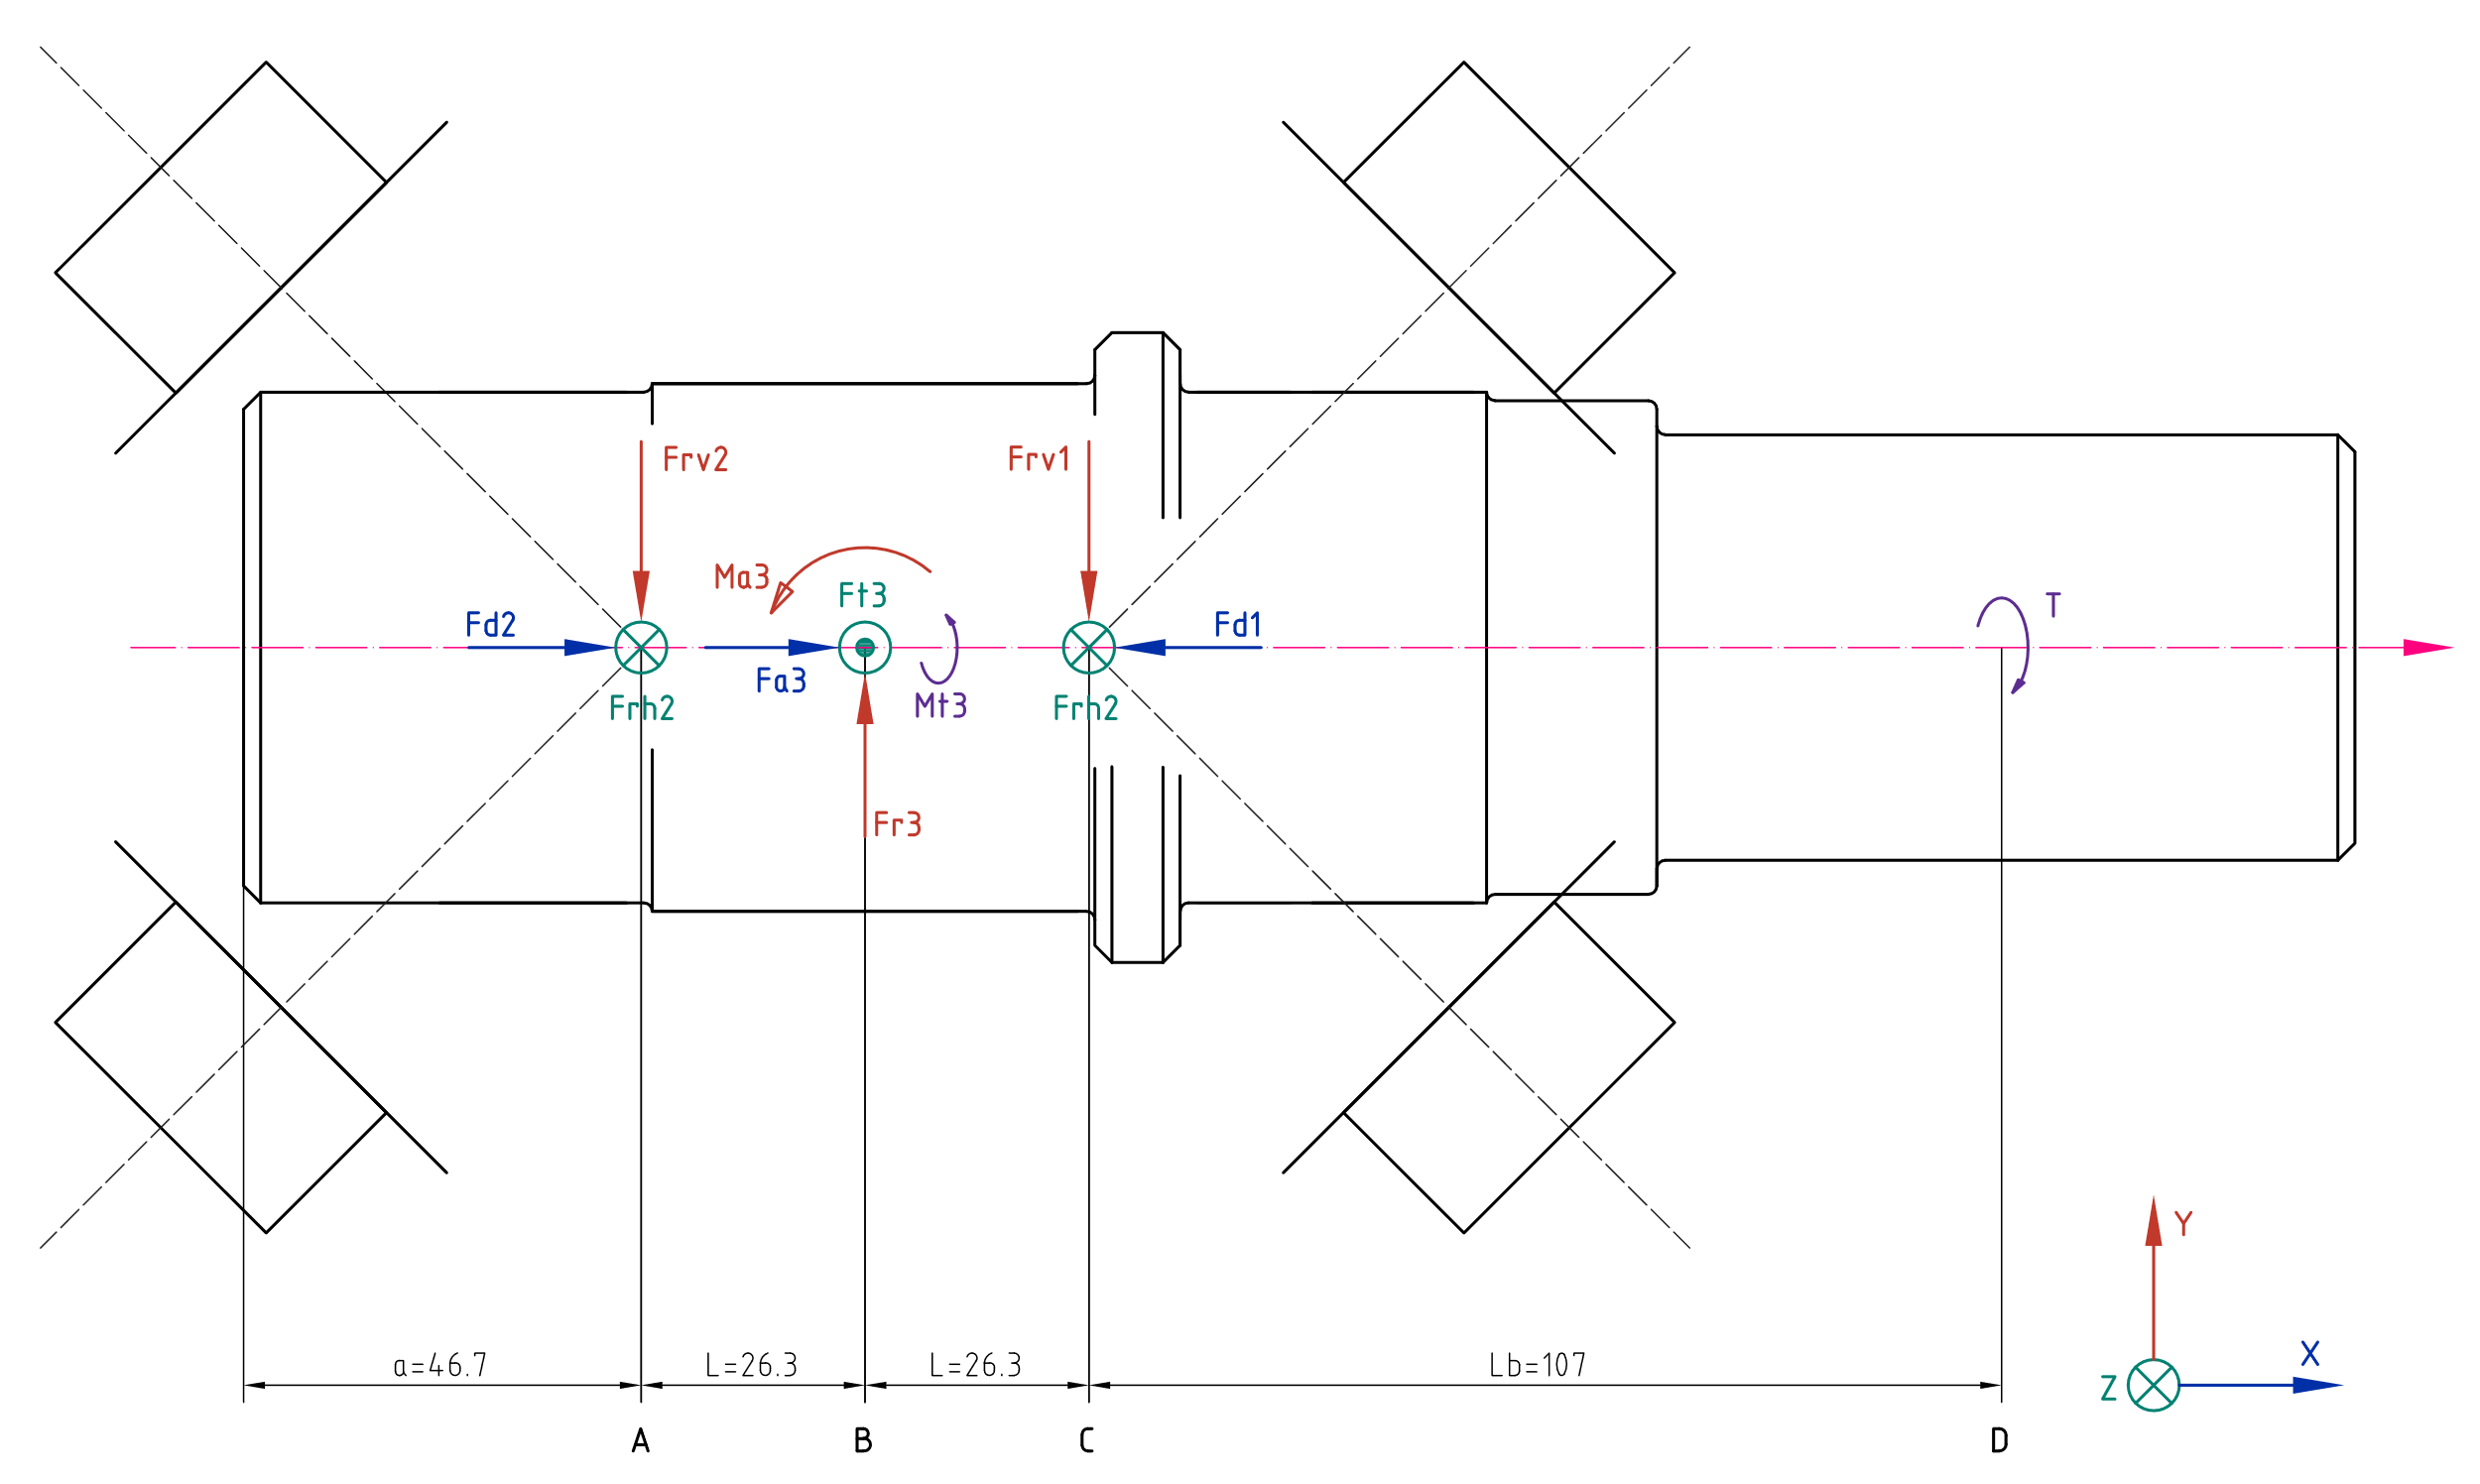 Frv2
Frv1
Ma3
Ft3
T
Fd2
Fd1
Fa3
Frh2
Mt3
Frh2
Fr3
Y
X
a=46.7
L=26.3
L=26.3
Lb=107
Z
A
B
C
D